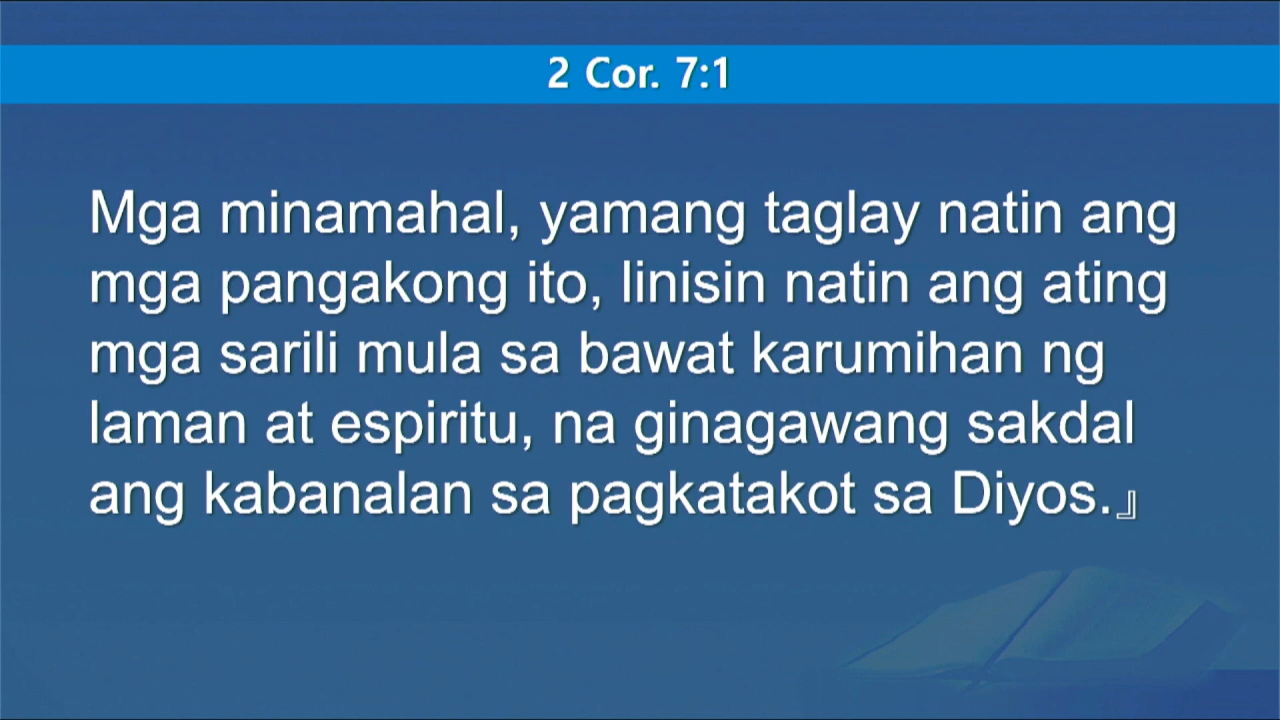 2 Cor. 7:1
Mga minamahal, yamang taglay natin ang
mga pangakong ito, linisin natin ang ating
mga sarili mula sa bawat karumihan ng
laman at espiritu, na ginagawang sakdal
ang kabanalan sa pagkatakot sa Diyos.』